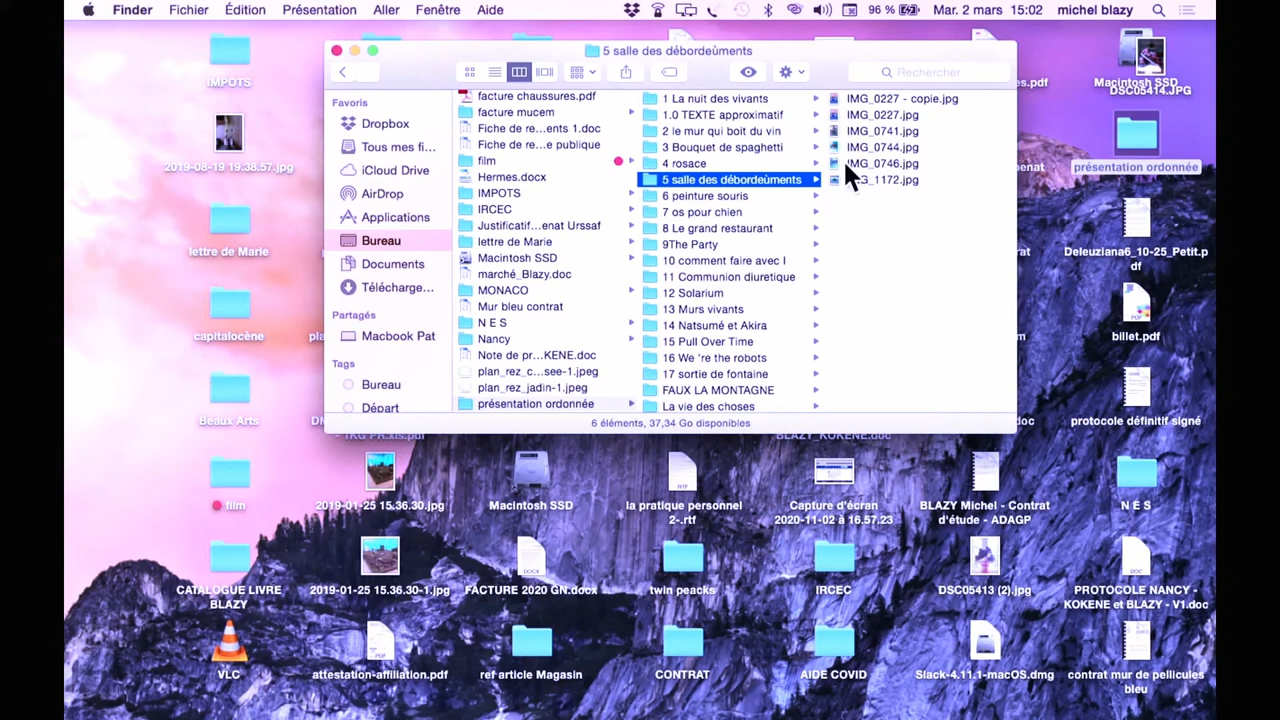 Finder Fichier Édition Présentation Aller Fenêtre Aide 96 % Mar. 2 mars 15:02 michel blazy
5 salle des débordeùments
Rechercher
Favoris
Dropbox
Tous mes fi...
iCloud Drive
AirDrop
Applications
Bureau
Documents
Télécharge...
Partagés
Macbook Pat
Tags
Bureau
Départ
facture chaussures.pdf
facture mucem
Fiche de re...ents 1.doc
Fiche de re...e publique
film
Hermes.docx
IMPOTS
IRCEC
Justificatif...enat Urssaf
lettre de Marie
Macintosh SSD
marché_Blazy.doc
MONACO
Mur bleu contrat
N E S
Nancy
Note de pr...KENE.doc
plan_rez_c...see-1.jpeg
plan_rez_jadin-1.jpeg
présentation ordonnée
1 La nuit des vivants
1.0 TEXTE approximatif
2 le mur qui boit du vin
3 Bouquet de spaghetti
4 rosace
5 salle des débordeùments
6 peinture souris
7 os pour chien
8 Le grand restaurant
9The Party
10 comment faire avec l
11 Communion diuretique
12 Solarium
13 Murs vivants
14 Natsumé et Akira
15 Pull Over Time
16 We 're the robots
17 sortie de fontaine
FAUX LA MONTAGNE
La vie des choses
IMG_0227 - copie.jpg
IMG_0227.jpg
IMG_0741.jpg
IMG_0744.jpg
IMG_0746.jpg
G_1172.jpg
6 éléments, 37,34 Go disponibles
IMPOTS
2019-08-19 19.38.57.jpg
lettre de Marie
capitalocène
Beaux Arts
film
CATALOGUE LIVRE
BLAZY
VLC
2019-01-25 15.36.30.jpg
2019-01-25 15.36.30-1.jpg
attestation-affiliation.pdf
Macintosh SSD
FACTURE 2020 GN.docx
ref article Magasin
la pratique personnel
2-.rtf
twin peacks
CONTRAT
BLAZY_KOKENE.doc
Capture d'écran
2020-11-02 à 16.57.23
IRCEC
AIDE COVID
BLAZY Michel - Contrat
d'étude - ADAGP
DSC05413 (2).jpg
Slack-4.11.1-macOS.dmg
Macintosh SSD
DSC05414.JPG
présentation ordonnée
Deleuziana6_10-25_Petit.p
df
billet.pdf
protocole définitif signé
N E S
PROTOCOLE NANCY -
KOKENE et BLAZY - V1.doc
contrat mur de pellicules
bleu